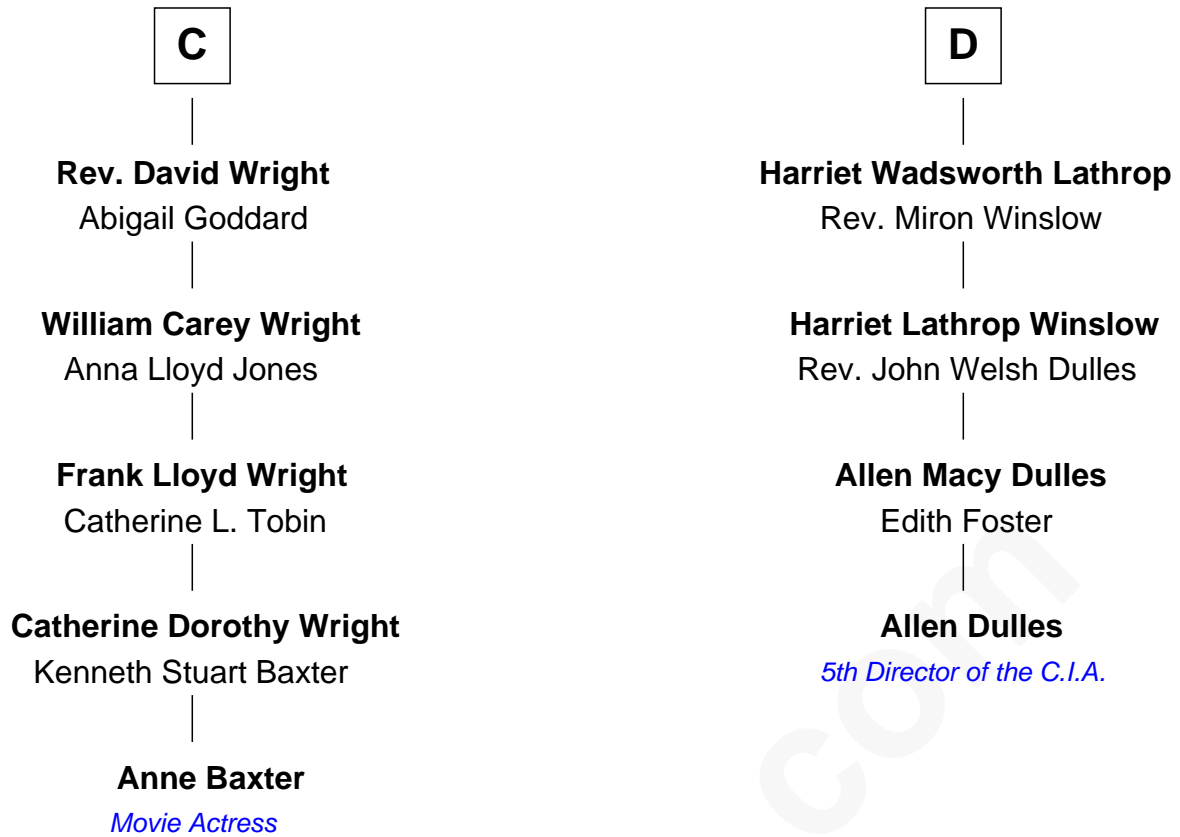 C
Rev. David Wright
Abigail Goddard
William Carey Wright
Anna Lloyd Jones
Frank Lloyd Wright
Catherine L. Tobin
Catherine Dorothy Wright
Kenneth Stuart Baxter
Anne Baxter
Movie Actress
D
Harriet Wadsworth Lathrop
Rev. Miron Winslow
Harriet Lathrop Winslow
Rev. John Welsh Dulles
Allen Macy Dulles
Edith Foster
Allen Dulles
5th Director of the C.I.A.
com